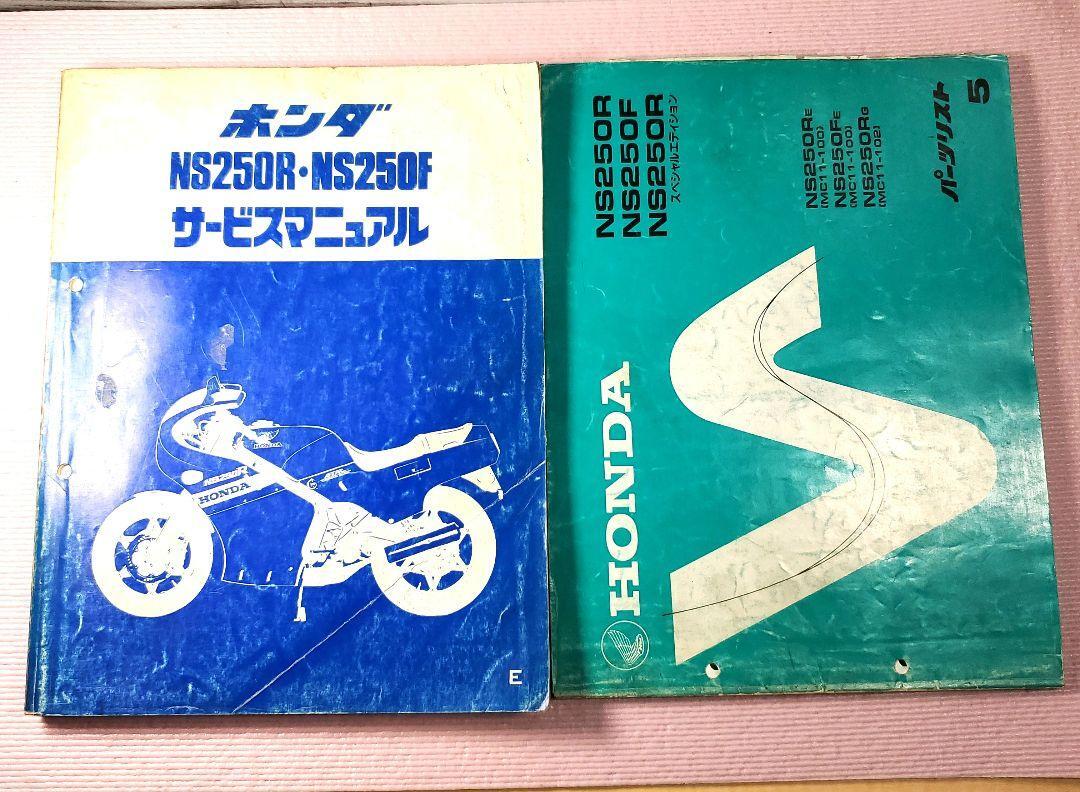 ホンダ
NS250R・NS250F
サービスマニュアル
NS250R
HONDA
E
NS250R
NS250F
NS250R
スペシャルエディション
NS250RE
(MC11-100)
NS250FE
(MC11-100)
NS250RG
(MC11-102)
パーツリスト
5
HONDA